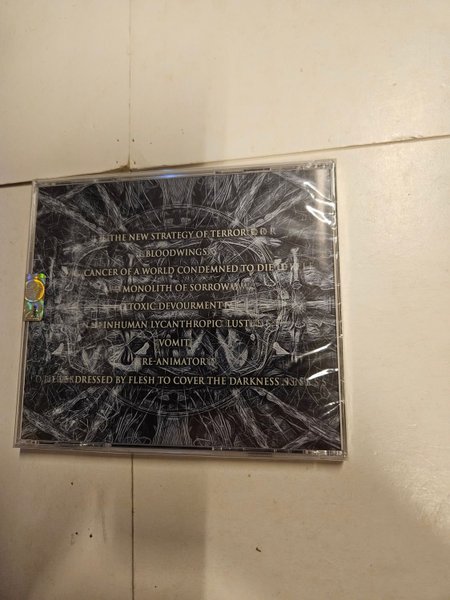 THE NEW STRATEGY OF TERROR
BLOODWINGS
CANCER OF A WORLD CONDEMNED TO DIE
MONOLITH OF SORROW
TOXIC DEVOURMENT
INHUMAN LYCANTHROPIC LUST
VOMIT
RE-ANIMATOR
DRESSED BY FLESH TO COVER THE DARKNESS